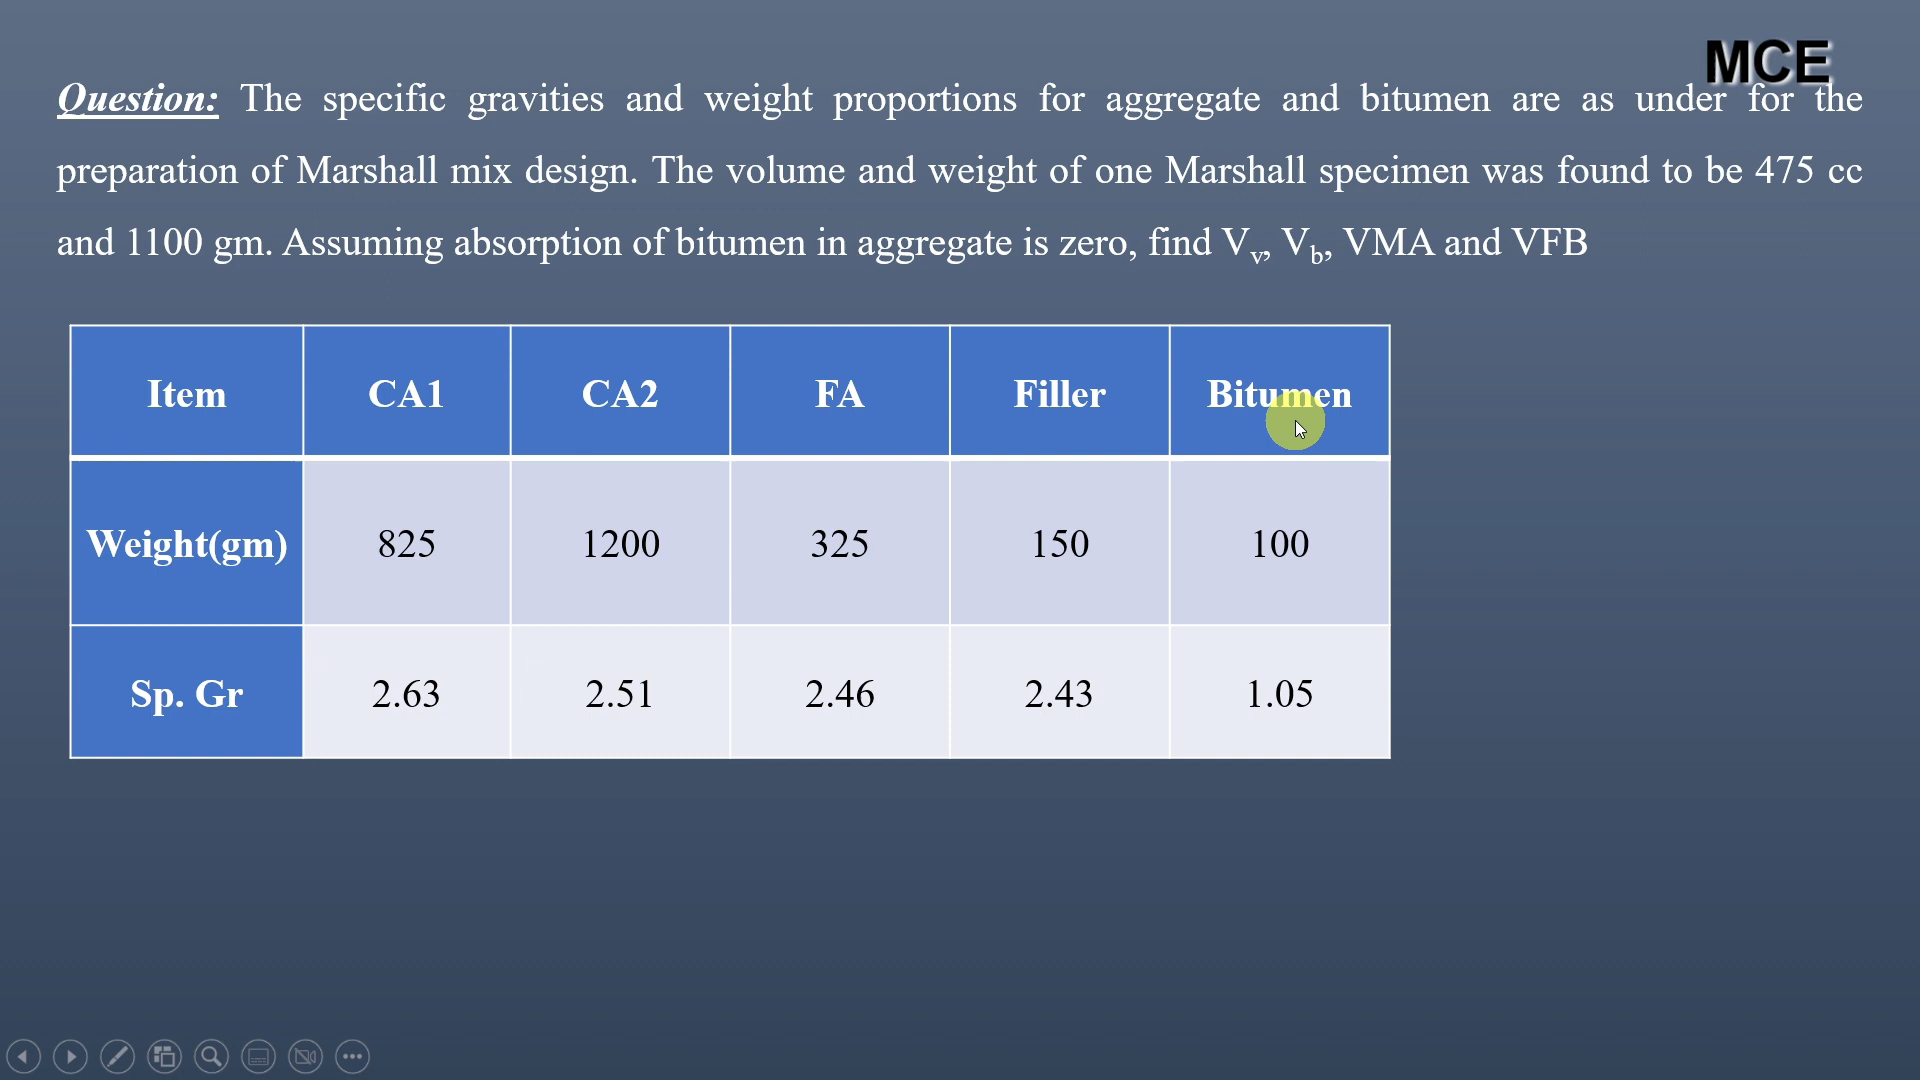 MCE
Question: The specific gravities and weight proportions for aggregate and bitumen are as under for the
preparation of Marshall mix design. The volume and weight of one Marshall specimen was found to be 475 cc
and 1100 gm. Assuming absorption of bitumen in aggregate is zero, find Vv, Vb, VMA and VFB
Item CA1 CA2 FA Filler Bitumen
Weight(gm) 825 1200 325 150 100
Sp. Gr 2.63 2.51 2.46 2.43 1.05